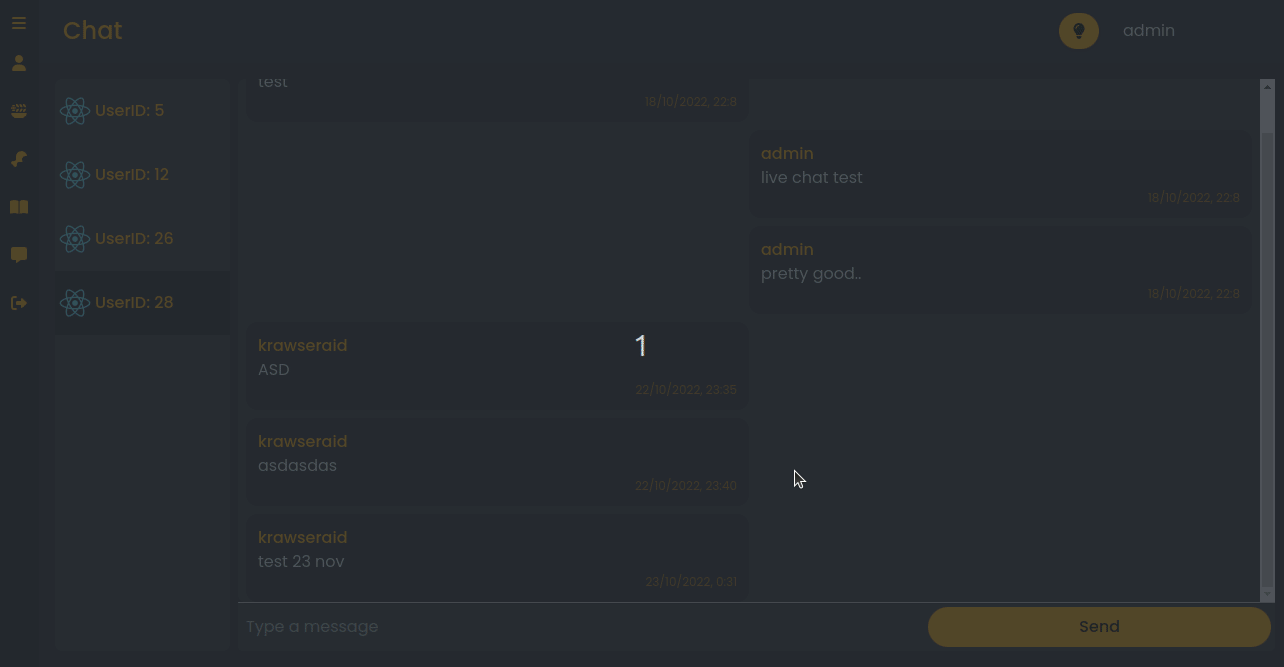 Chat
admin
UserID: 5
UserID: 12
UserID: 26
UserID: 28
test
18/10/2022, 22:8
admin
live chat test
18/10/2022, 22:8
admin
pretty good..
18/10/2022, 22:8
krawseraid
ASD
22/10/2022, 23:35
1
krawseraid
asdasdas
22/10/2022, 23:40
krawseraid
test 23 nov
23/10/2022, 0:31
Type a message
Send